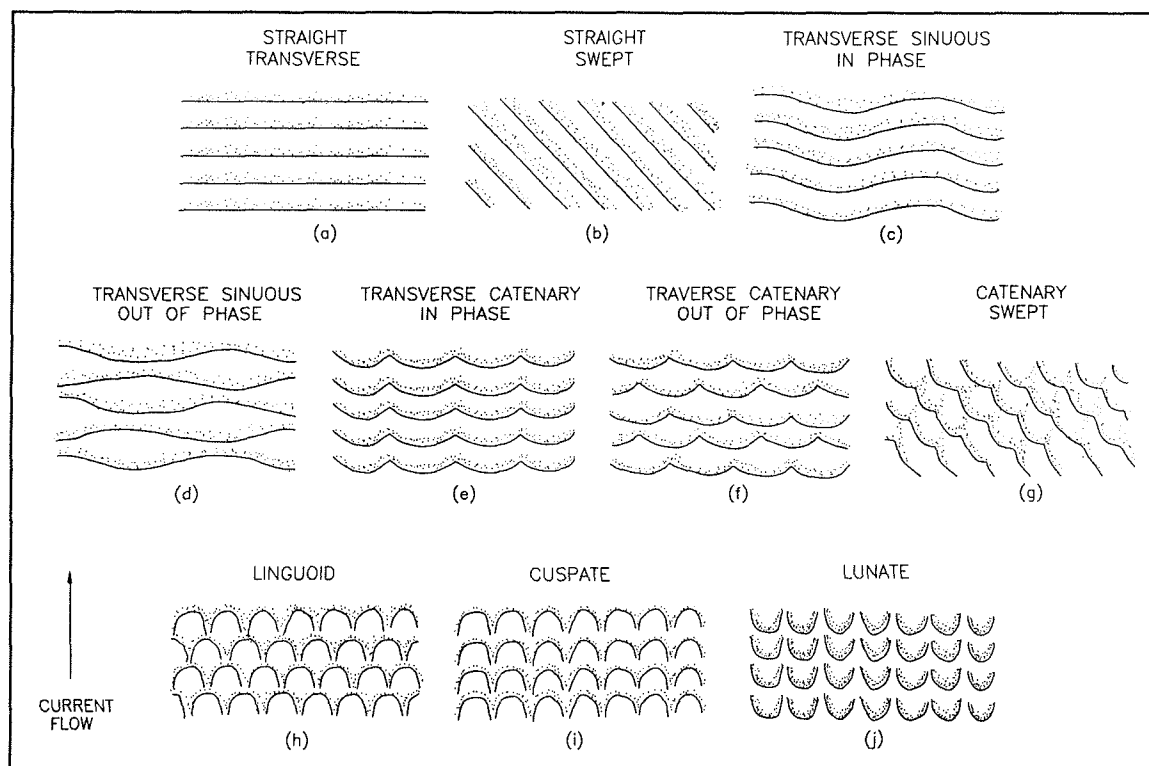 STRAIGHT
TRANSVERSE
STRAIGHT
SWEPT
TRANSVERSE SINUOUS
IN PHASE
(a)
(b)
(c)
TRANSVERSE SINUOUS
OUT OF PHASE
TRANSVERSE CATENARY
IN PHASE
TRAVERSE CATENARY
OUT OF PHASE
CATENARY
SWEPT
(d)
(e)
(f)
(g)
LINGUOID
CUSPATE
LUNATE
CURRENT
FLOW
(h)
(i)
(j)